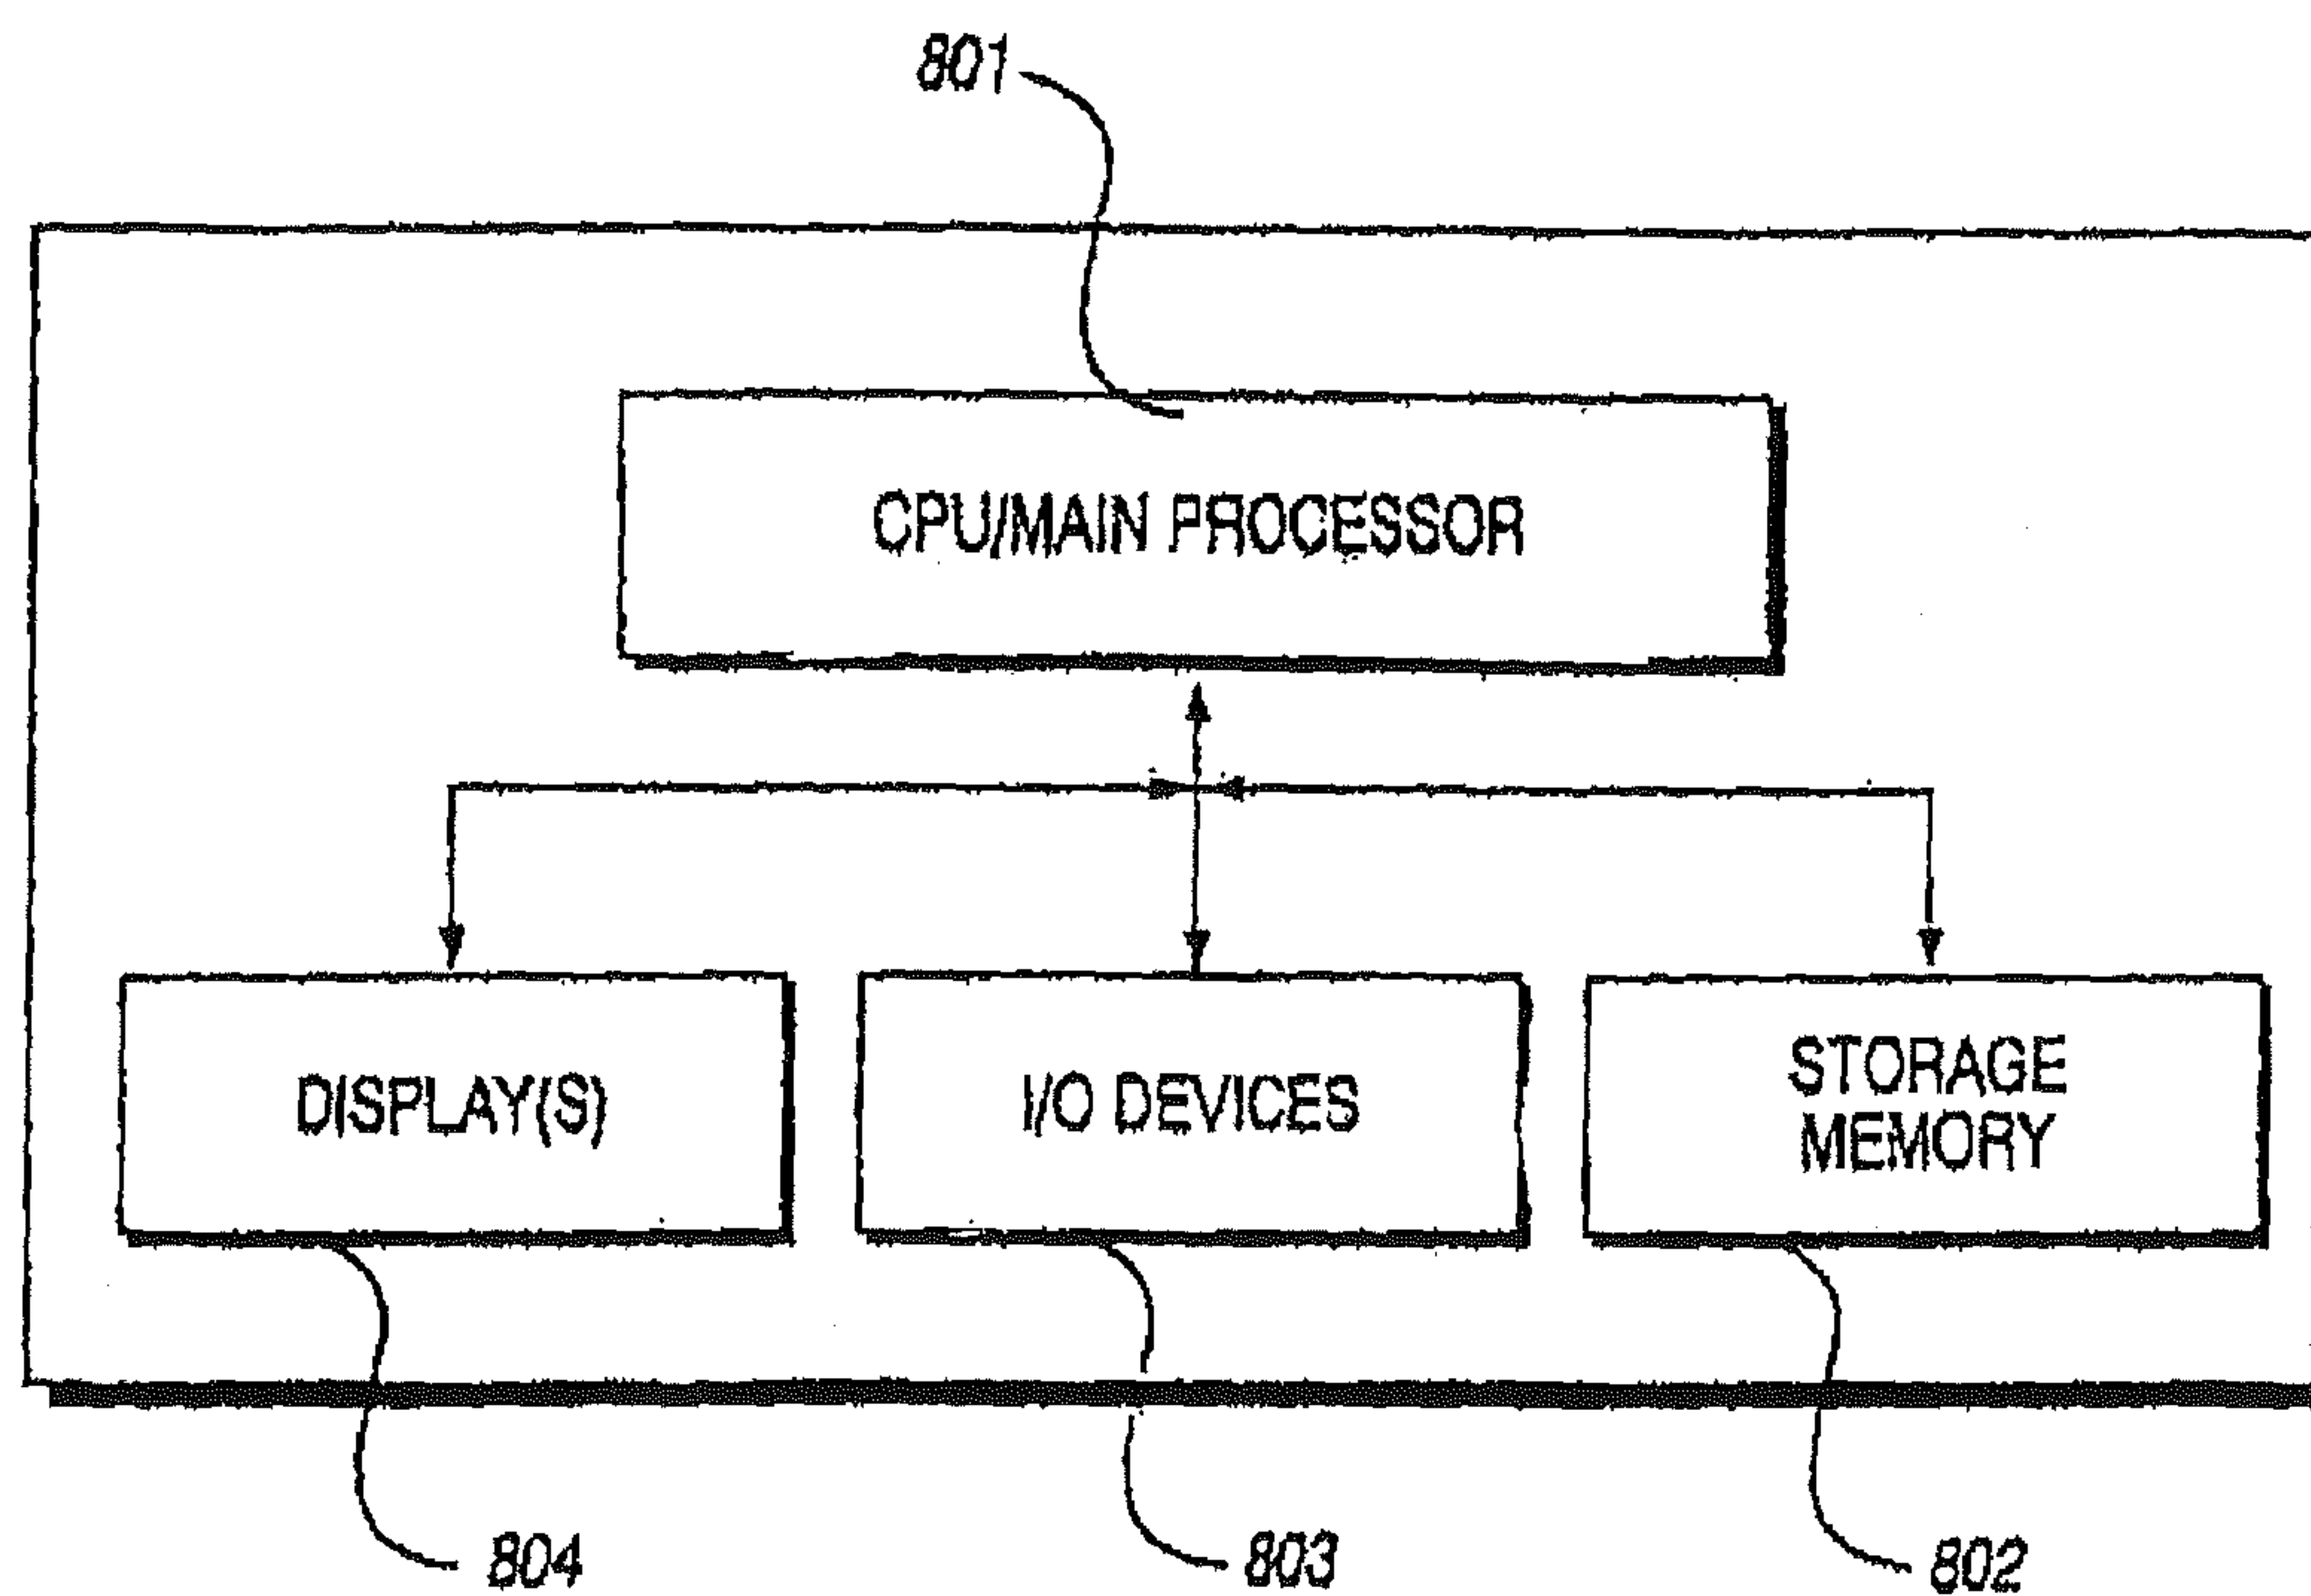 801
CPU/MAIN PROCESSOR
DISPLAY(S)
I/O DEVICES
STORAGE
MEMORY
804
803
802